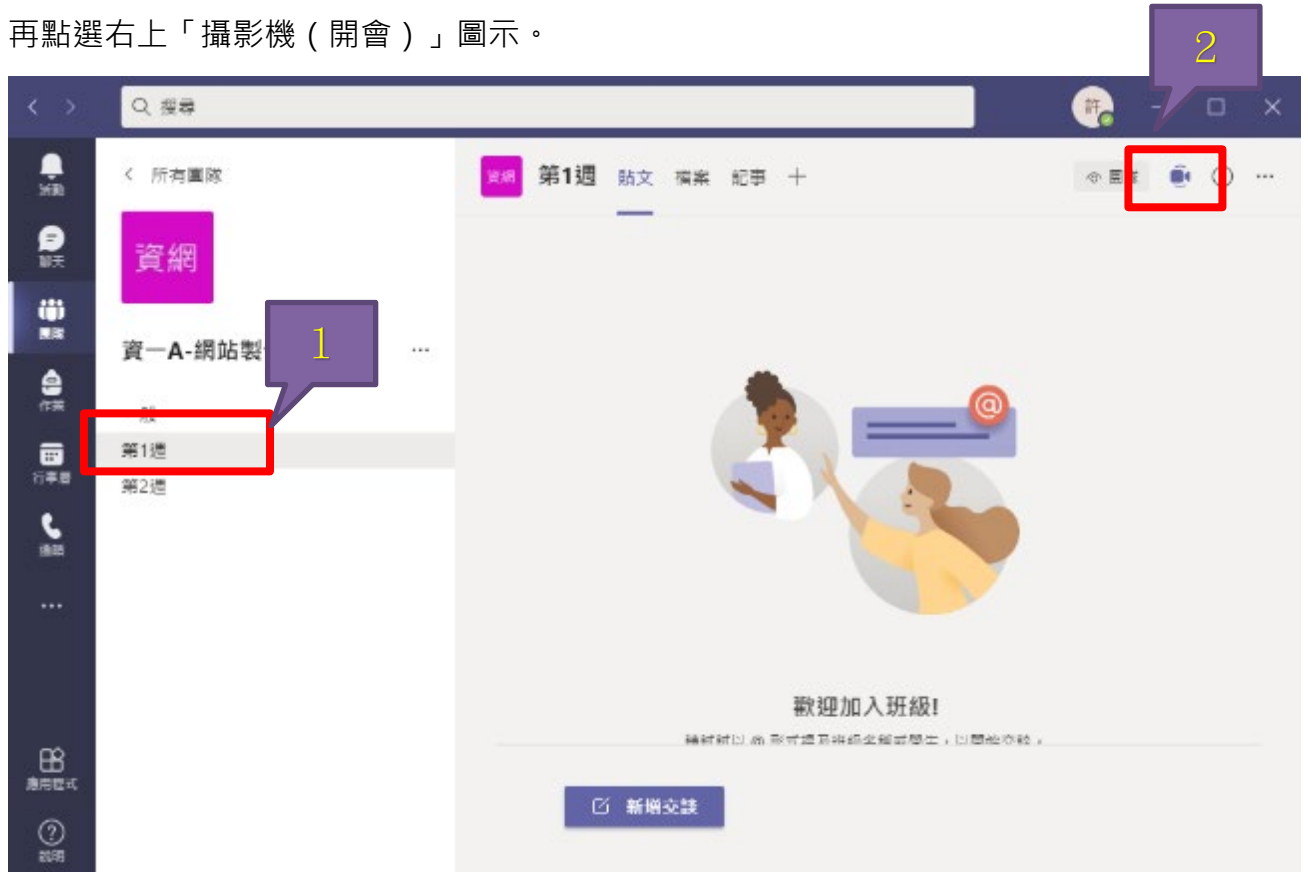 再點選右上「攝影機（開會）」圖示。
2
搜尋
許
活動
聊天
團隊
作業
行事曆
通話
應用程式
說明
所有團隊
資網
資一A-網站製
1
第1週
第2週
資網
第1週 貼文 檔案 記事
團隊
@
歡迎加入班級!
新增交談